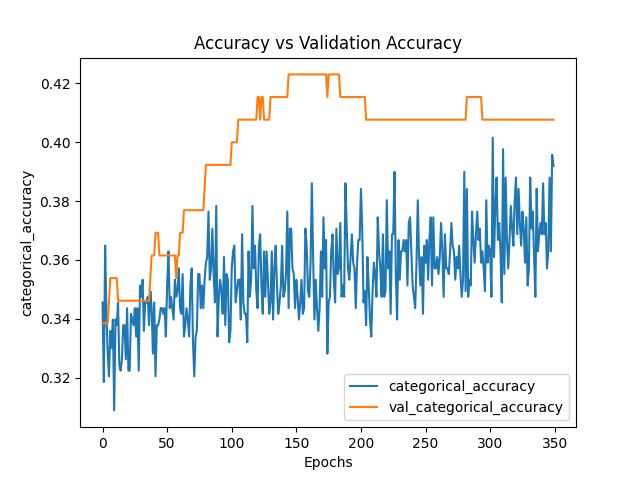 Accuracy vs Validation Accuracy
categorical_accuracy
0.42
0.40
0.38
0.36
0.34
0.32
0
50
100
150
200
250
300
350
Epochs
categorical_accuracy
val_categorical_accuracy